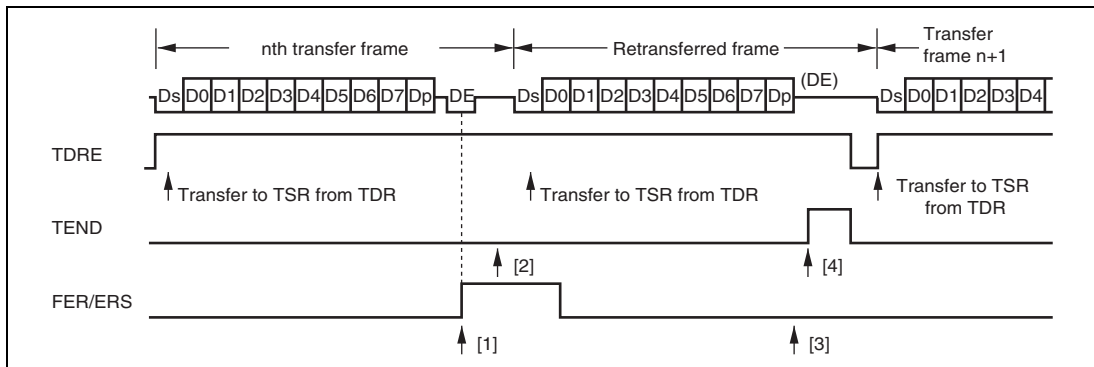 nth transfer frame
Retransferred frame
Transfer
frame n+1
Ds D0 D1 D2 D3 D4 D5 D6 D7 Dp DE
Ds D0 D1 D2 D3 D4 D5 D6 D7 Dp (DE)
Ds D0 D1 D2 D3 D4
TDRE
Transfer to TSR from TDR
Transfer to TSR from TDR
Transfer to TSR
from TDR
TEND
[2]
[4]
FER/ERS
[1]
[3]